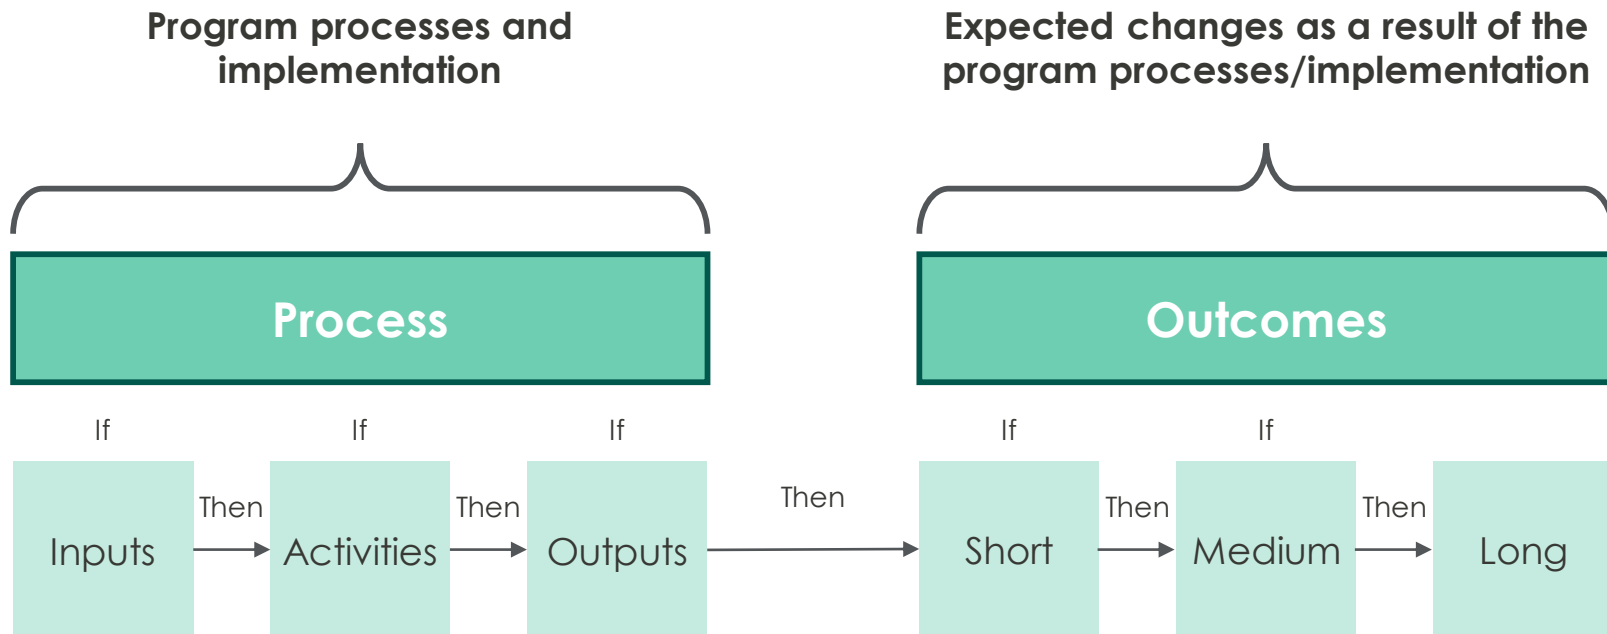 Program processes and
implementation
Expected changes as a result of the
program processes/implementation
Process
Outcomes
If
If
If
If
If
Then
Then
Then
Then
Then
Inputs
Activities
Outputs
Short
Medium
Long